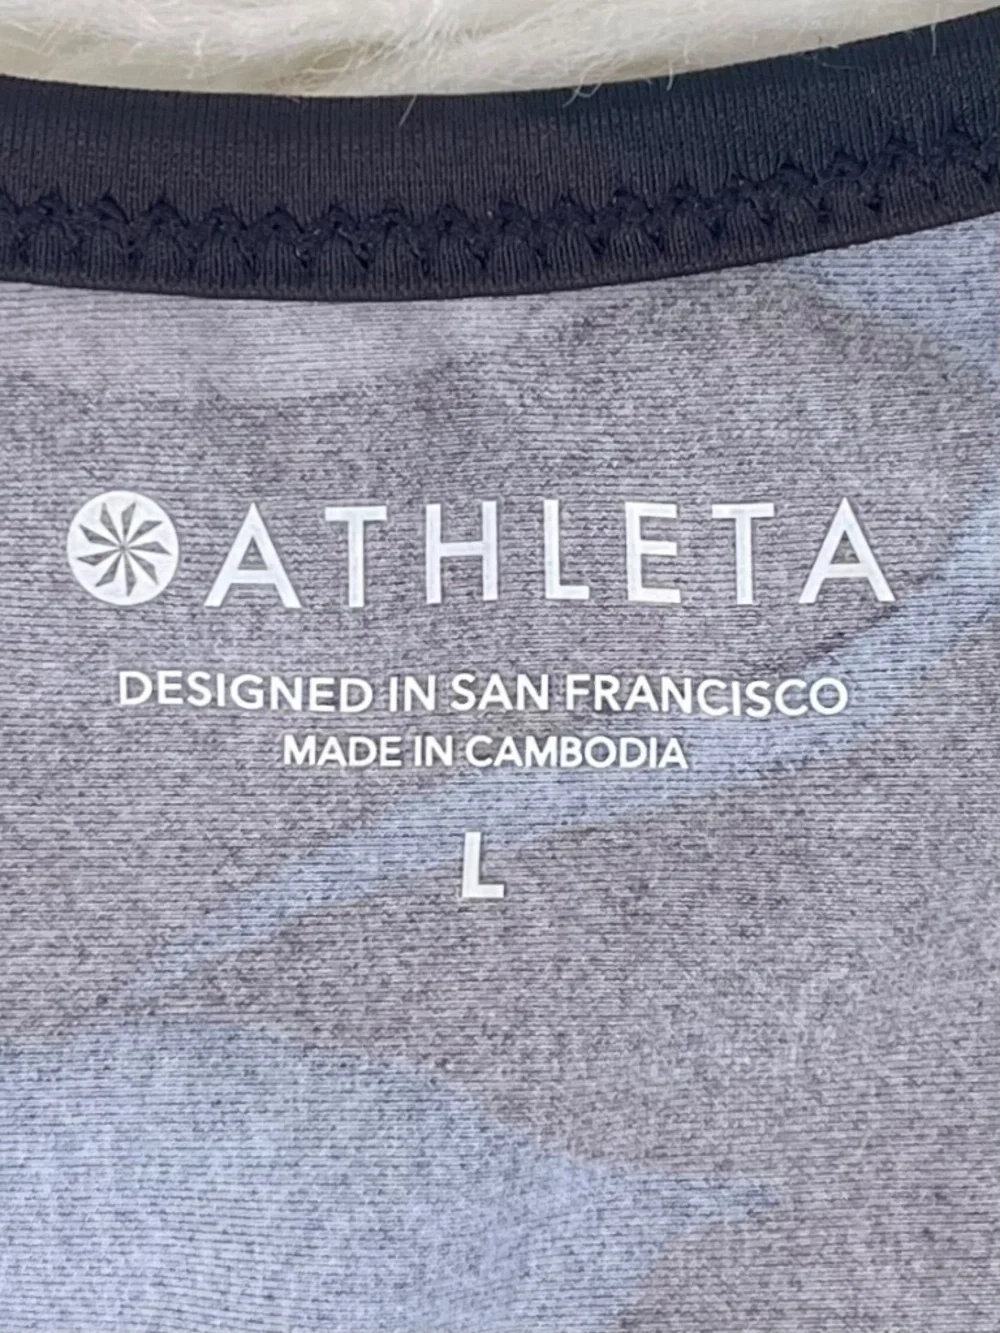 ATHLETA
DESIGNED IN SAN FRANCISCO
MADE IN CAMBODIA
L